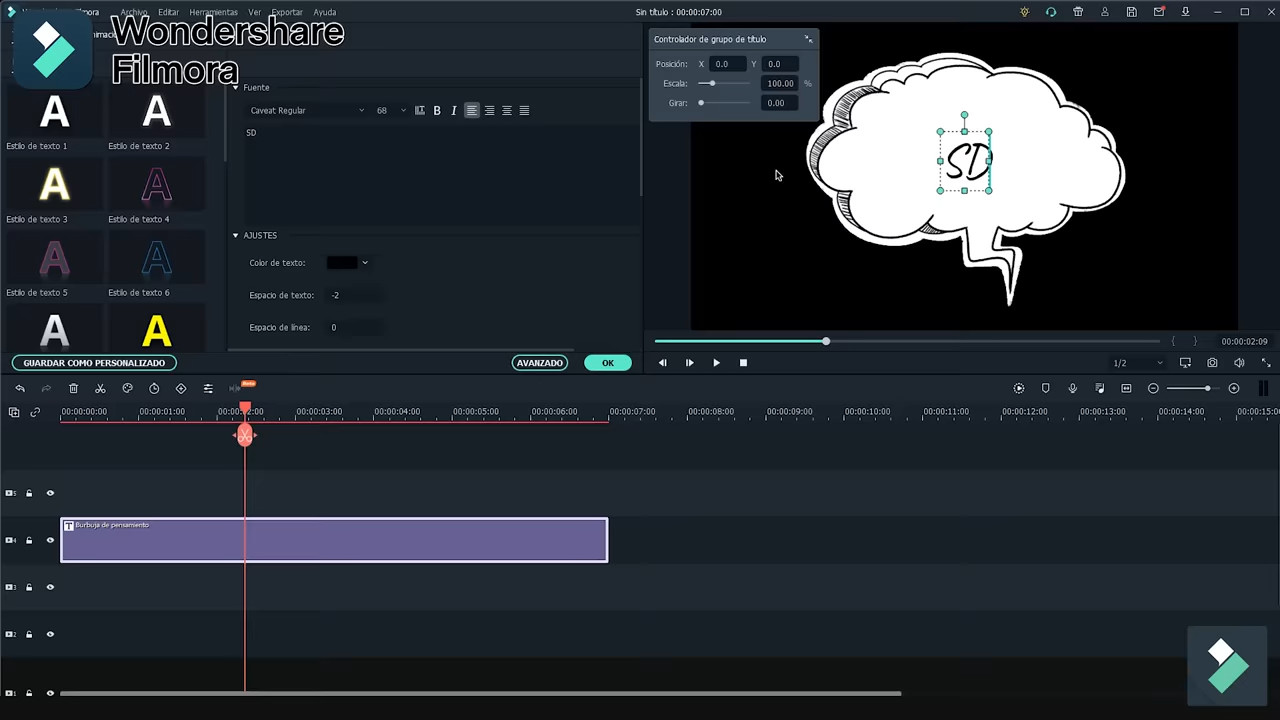 Filmora Archivo Editar Herramientas Ver Exportar Ayuda
Sin título : 00:00:07:00
Wondershare
Filmora
Controlador de grupo de título
Posición: X 0.0 Y 0.0
Escala: 100.00 %
Girar: 0.00
Fuente
Caveat Regular 68 B I
SD
A A
Estilo de texto 1 Estilo de texto 2
A A
Estilo de texto 3 Estilo de texto 4
A A
Estilo de texto 5 Estilo de texto 6
A A
AJUSTES
Color de texto:
Espacio de texto: -2
Espacio de línea: 0
SD
GUARDAR COMO PERSONALIZADO AVANZADO OK
00:00:02:09
1/2
Beta
00:00:00:00 00:00:01:00 00:00:03:00 00:00:04:00 00:00:05:00 00:00:06:00 00:00:07:00 00:00:08:00 00:00:09:00 00:00:10:00 00:00:11:00 00:00:12:00 00:00:13:00 00:00:14:00
5
T Burbuja de pensamiento
4
3
2
1